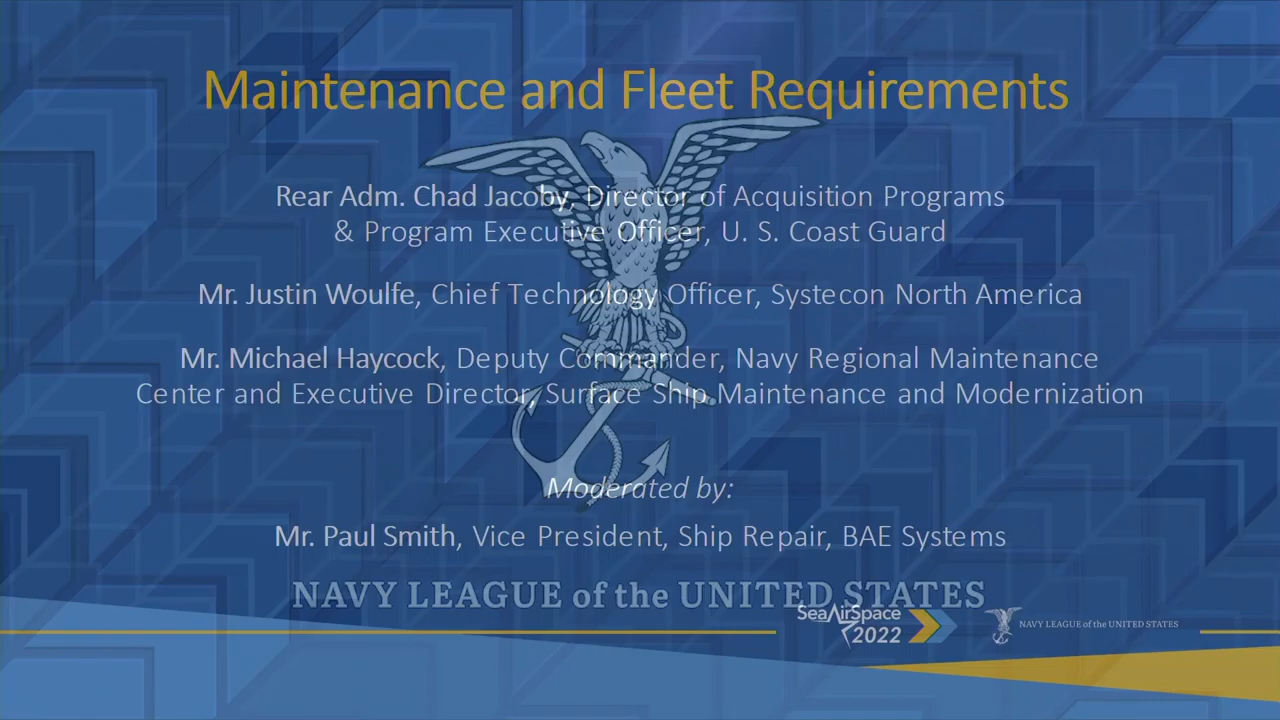 Maintenance and Fleet Requirements
Rear Adm. Chad Jacoby, Director of Acquisition Programs
& Program Executive Officer, U. S. Coast Guard
Mr. Justin Woulfe, Chief Technology Officer, Systecon North America
Mr. Michael Haycock, Deputy Commander, Navy Regional Maintenance
Center and Executive Director, Surface Ship Maintenance and Modernization
Moderated by:
Mr. Paul Smith, Vice President, Ship Repair, BAE Systems
NAVY LEAGUE of the UNITED STATES
SeaAirSpace
2022
NAVY LEAGUE of the UNITED STATES